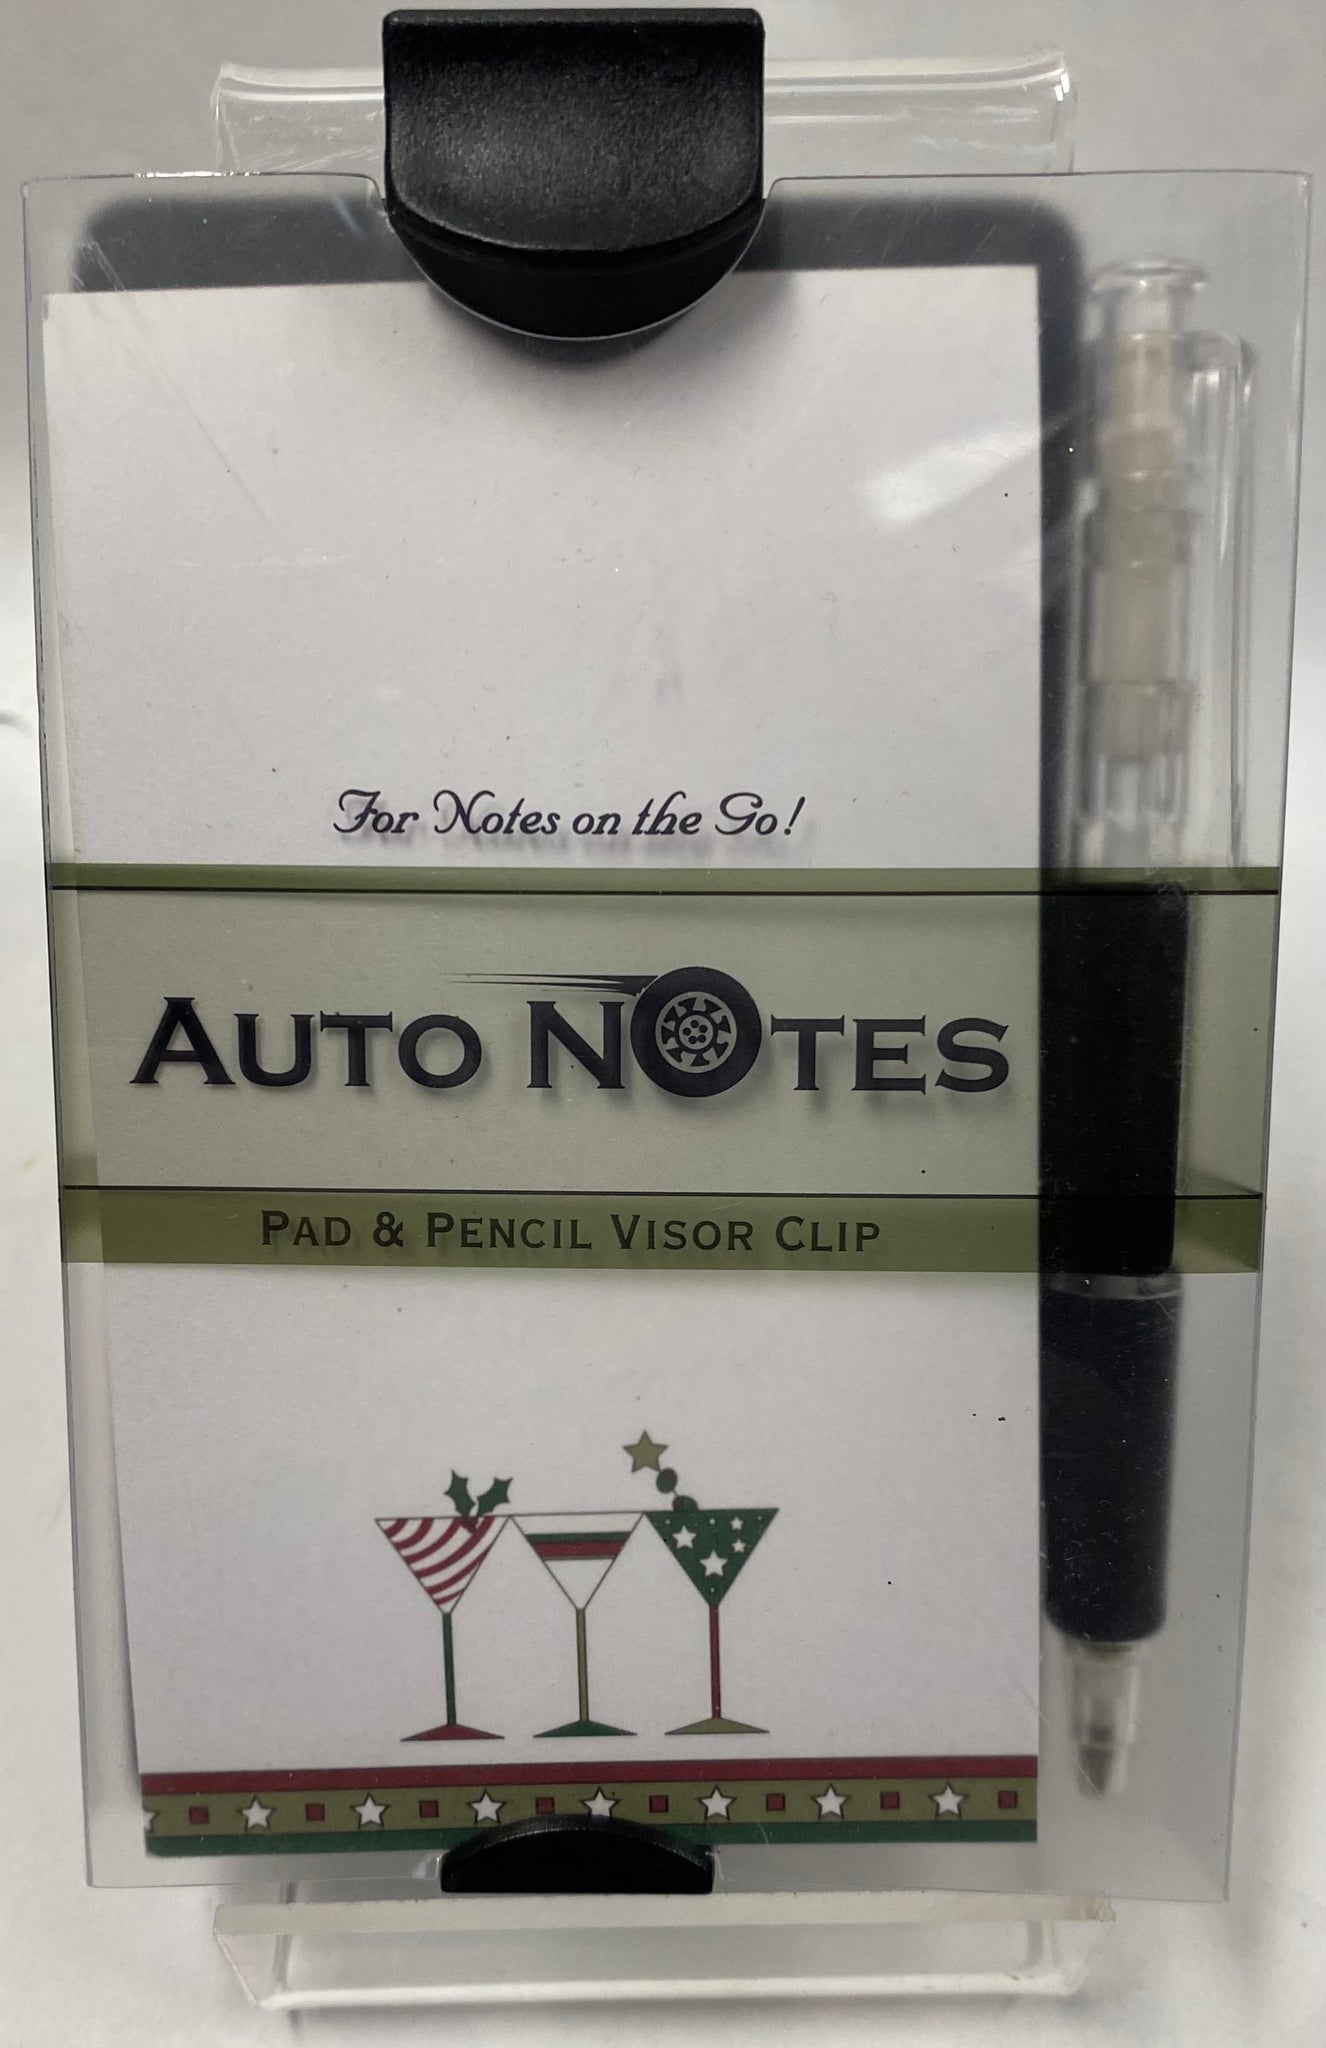 For Notes on the Go!
AUTO NOTES
PAD & PENCIL VISOR CLIP